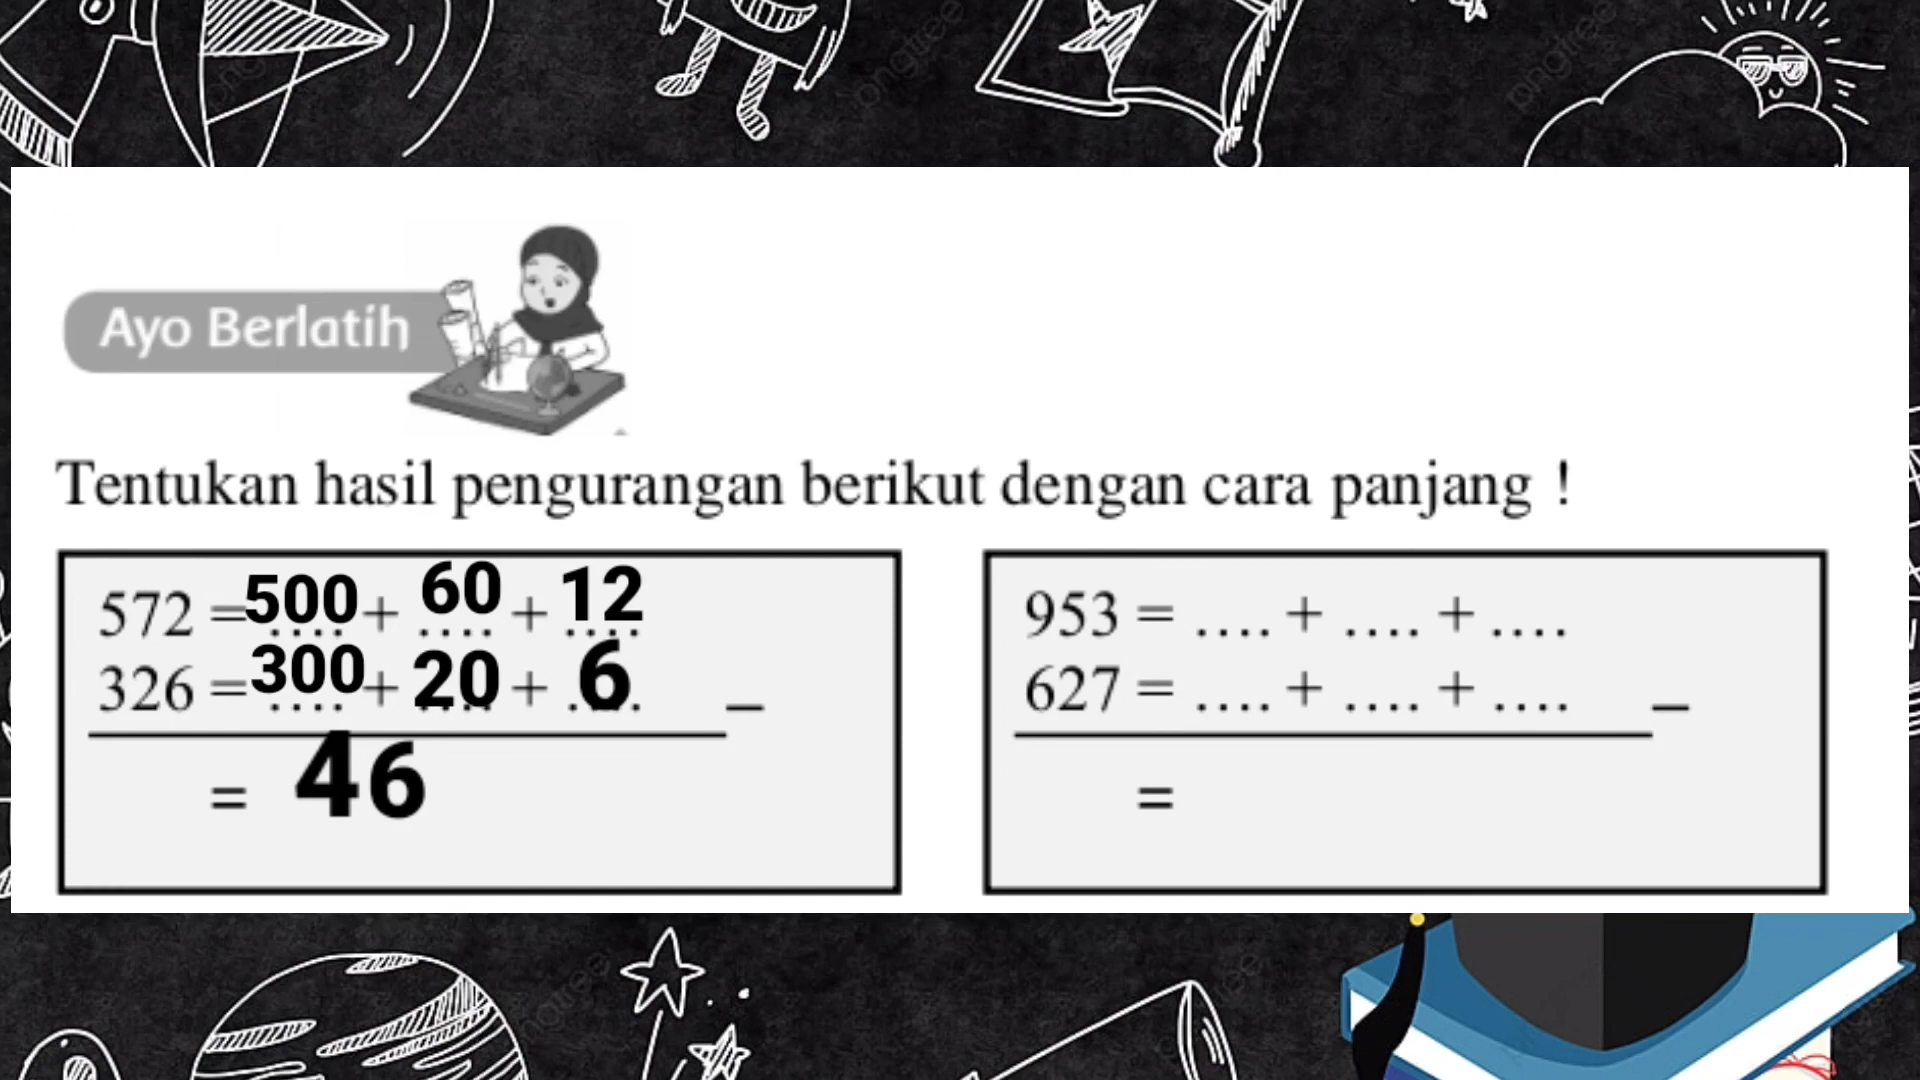 Ayo Berlatih
Tentukan hasil pengurangan berikut dengan cara panjang !
572 = 500 + 60 + 12
326 = 300 + 20 + 6 –
= 46
953 = .... + .... + ....
627 = .... + .... + .... –
=